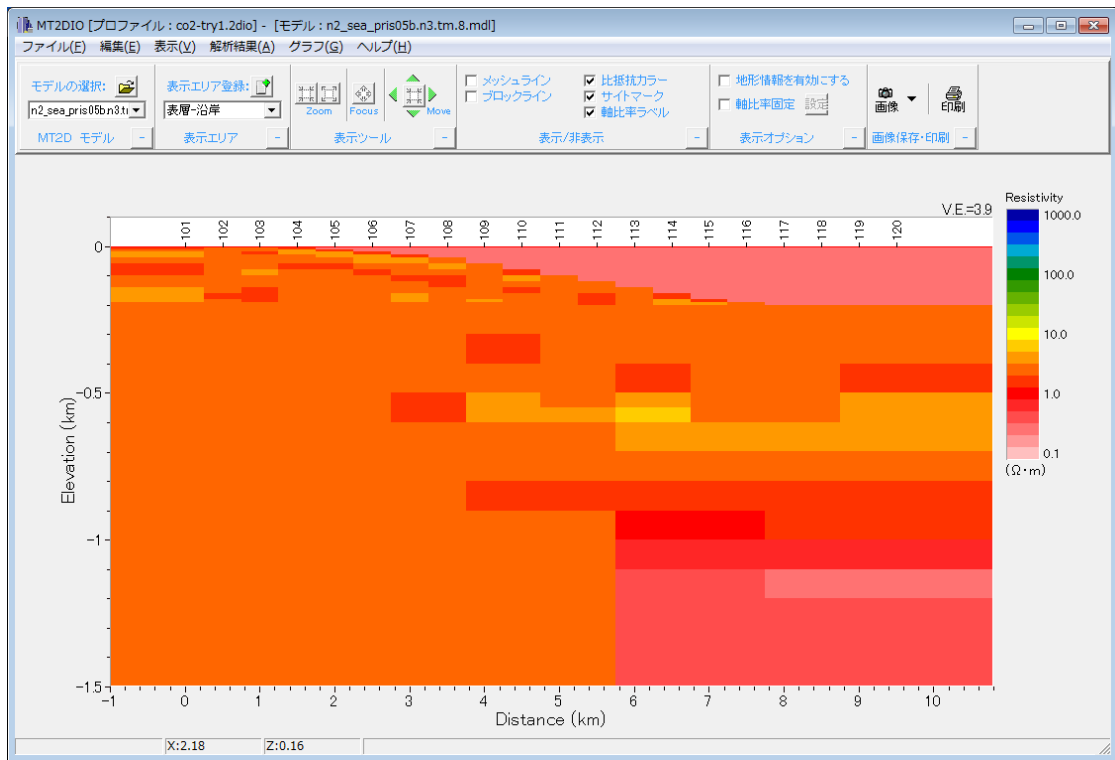 MT2DIO [プロファイル : co2-try1.2dio] - [モデル : n2_sea_pris05b.n3.tm.8.mdl]
ファイル(F) 編集(E) 表示(V) 解析結果(A) グラフ(G) ヘルプ(H)
モデルの選択:
n2_sea_pris05b.n3.t
MT2D モデル
表示エリア登録:
表層-沿岸
表示エリア
Zoom Focus Move
表示ツール
メッシュライン 比抵抗カラー
ブロックライン サイトマーク
軸比率ラベル
表示/非表示
地形情報を有効にする
軸比率固定 設定
表示オプション
画像 印刷
画像保存・印刷
V.E.=3.9
101 102 103 104 105 106 107 108 109 110 111 112 113 114 115 116 117 118 119 120
Resistivity
1000.0
100.0
10.0
1.0
0.1
(Ω・m)
Elevation (km)
0
-0.5
-1
-1.5
-1 0 1 2 3 4 5 6 7 8 9 10
Distance (km)
X:2.18 Z:0.16